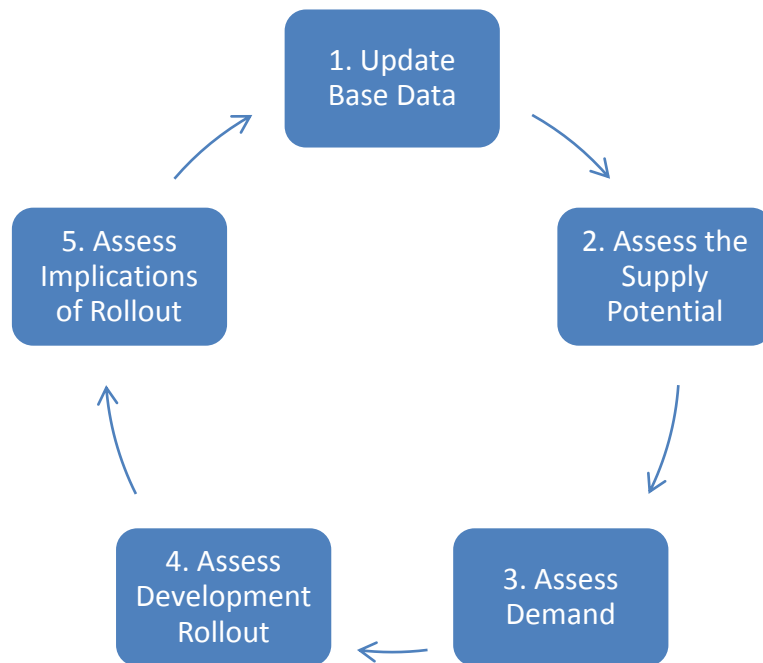 1. Update
Base Data
2. Assess the
Supply
Potential
3. Assess
Demand
4. Assess
Development
Rollout
5. Assess
Implications
of Rollout